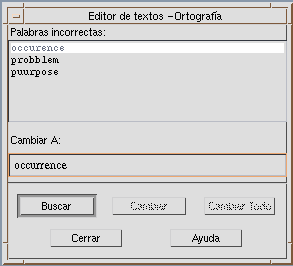 Editor de textos -Ortografía
Palabras incorrectas:
occurence
probblem
puurpose
Cambiar A:
occurrence
Buscar Cambiar Cambiar Todo
Cerrar Ayuda